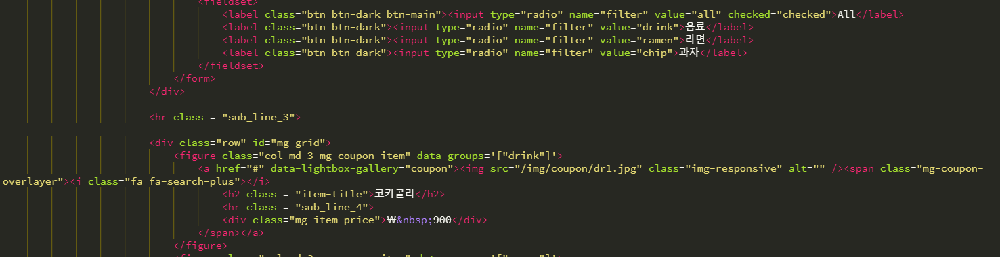 <fieldset>
<label class="btn btn-dark btn-main"><input type="radio" name="filter" value="all" checked="checked">All</label>
<label class="btn btn-dark"><input type="radio" name="filter" value="drink">음료</label>
<label class="btn btn-dark"><input type="radio" name="filter" value="ramen">라면</label>
<label class="btn btn-dark"><input type="radio" name="filter" value="chip">과자</label>
</fieldset>
</form>
</div>
<hr class = "sub_line_3">
<div class="row" id="mg-grid">
<figure class="col-md-3 mg-coupon-item" data-groups='["drink"]'>
<a href="#" data-lightbox-gallery="coupon"><img src="/img/coupon/dr1.jpg" class="img-responsive" alt="" /><span class="mg-coupon-
overlayer"><i class="fa fa-search-plus"></i>
<h2 class = "item-title">코카콜라</h2>
<hr class = "sub_line_4">
<div class="mg-item-price">₩&nbsp;900</div>
</span></a>
</figure>